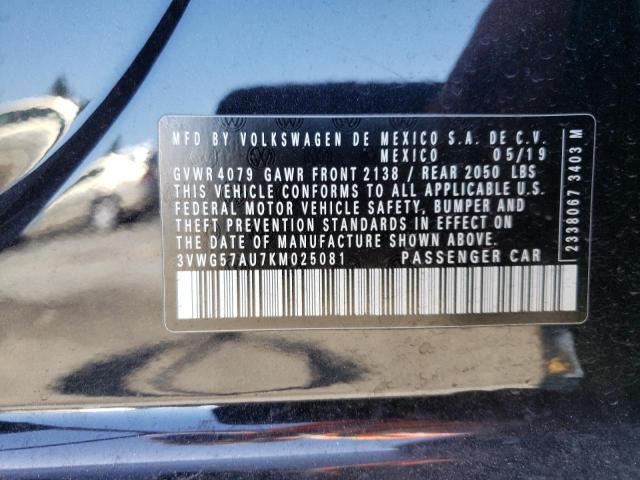 MFD BY VOLKSWAGEN DE MEXICO S.A. DE C.V.
MEXICO 05/19
GVWR 4079 GAWR FRONT 2138 / REAR 2050 LBS
THIS VEHICLE CONFORMS TO ALL APPLICABLE U.S.
FEDERAL MOTOR VEHICLE SAFETY, BUMPER AND
THEFT PREVENTION STANDARDS IN EFFECT ON
THE DATE OF MANUFACTURE SHOWN ABOVE.
3VWG57AU7KM025081 PASSENGER CAR
2338067 3403 M